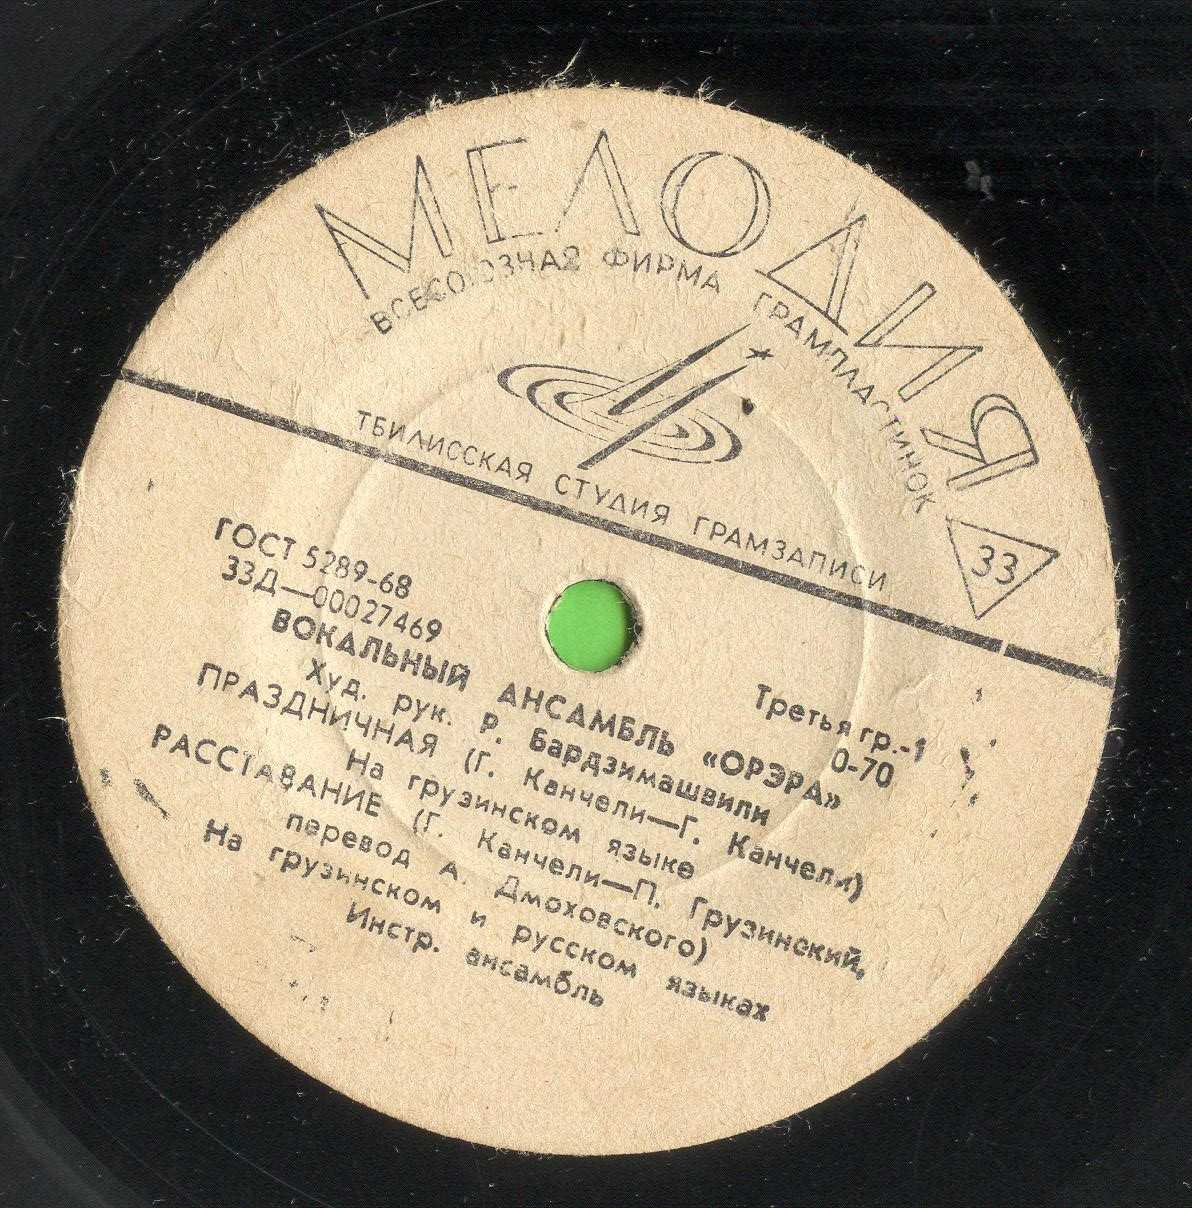 МЕЛОДИЯ
ВСЕСОЮЗНАЯ ФИРМА ГРАМПЛАСТИНОК
ТБИЛИССКАЯ СТУДИЯ ГРАМЗАПИСИ
33
ГОСТ 5289-68
Третья гр.-1
33Д—00027469
0-70
ВОКАЛЬНЫЙ АНСАМБЛЬ «ОРЭРА»
Худ. рук. Р. Бардзимашвили
ПРАЗДНИЧНАЯ (Г. Канчели—Г. Канчели)
На грузинском языке
РАССТАВАНИЕ (Г. Канчели—П. Грузинский,
перевод А. Дмоховского)
На грузинском и русском языках
Инстр. ансамбль